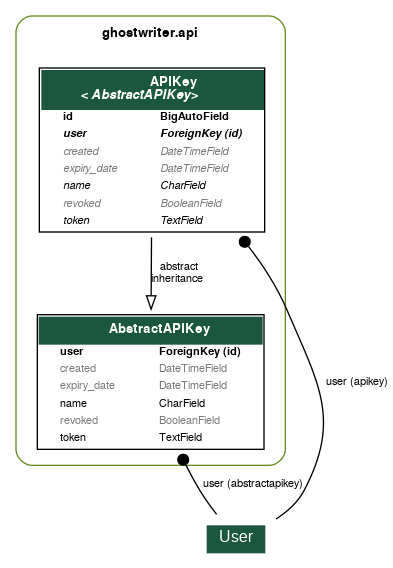 ghostwriter.api
APIKey
< AbstractAPIKey>
id BigAutoField
user ForeignKey (id)
created DateTimeField
expiry_date DateTimeField
name CharField
revoked BooleanField
token TextField
abstract
inheritance
AbstractAPIKey
user ForeignKey (id)
created DateTimeField
expiry_date DateTimeField
name CharField
revoked BooleanField
token TextField
user (apikey)
user (abstractapikey)
User